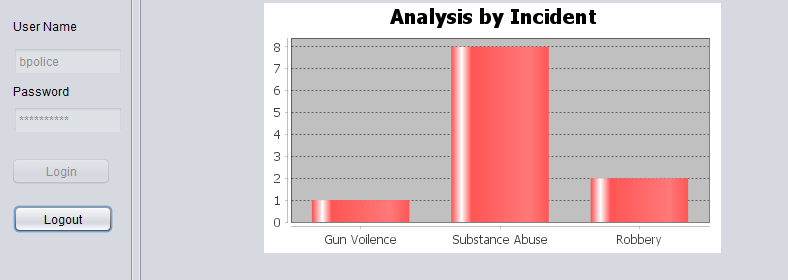 User Name
bpolice
Password
**********
Login
Logout
Analysis by Incident
8
7
6
5
4
3
2
1
0
Gun Voilence Substance Abuse Robbery